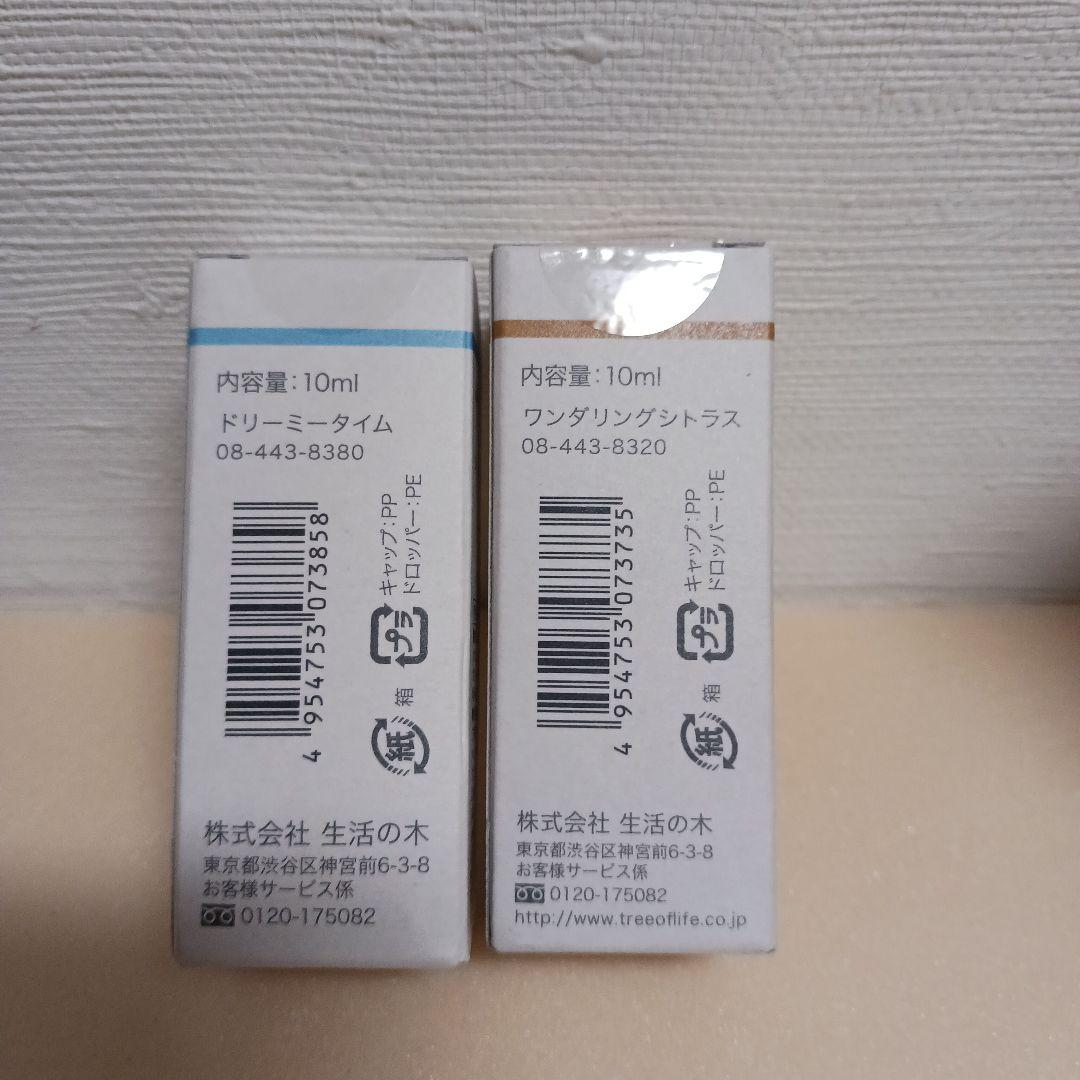 内容量:10ml
ドリーミータイム
08-443-8380
4 954753 073858
キャップ:PP
ドロッパー:PE
プラ
箱
紙
株式会社 生活の木
東京都渋谷区神宮前6-3-8
お客様サービス係
0120-175082
内容量:10ml
ワンダリングシトラス
08-443-8320
4 954753 073735
キャップ:PP
ドロッパー:PE
プラ
箱
紙
株式会社 生活の木
東京都渋谷区神宮前6-3-8
お客様サービス係
0120-175082
http://www.treeoflife.co.jp